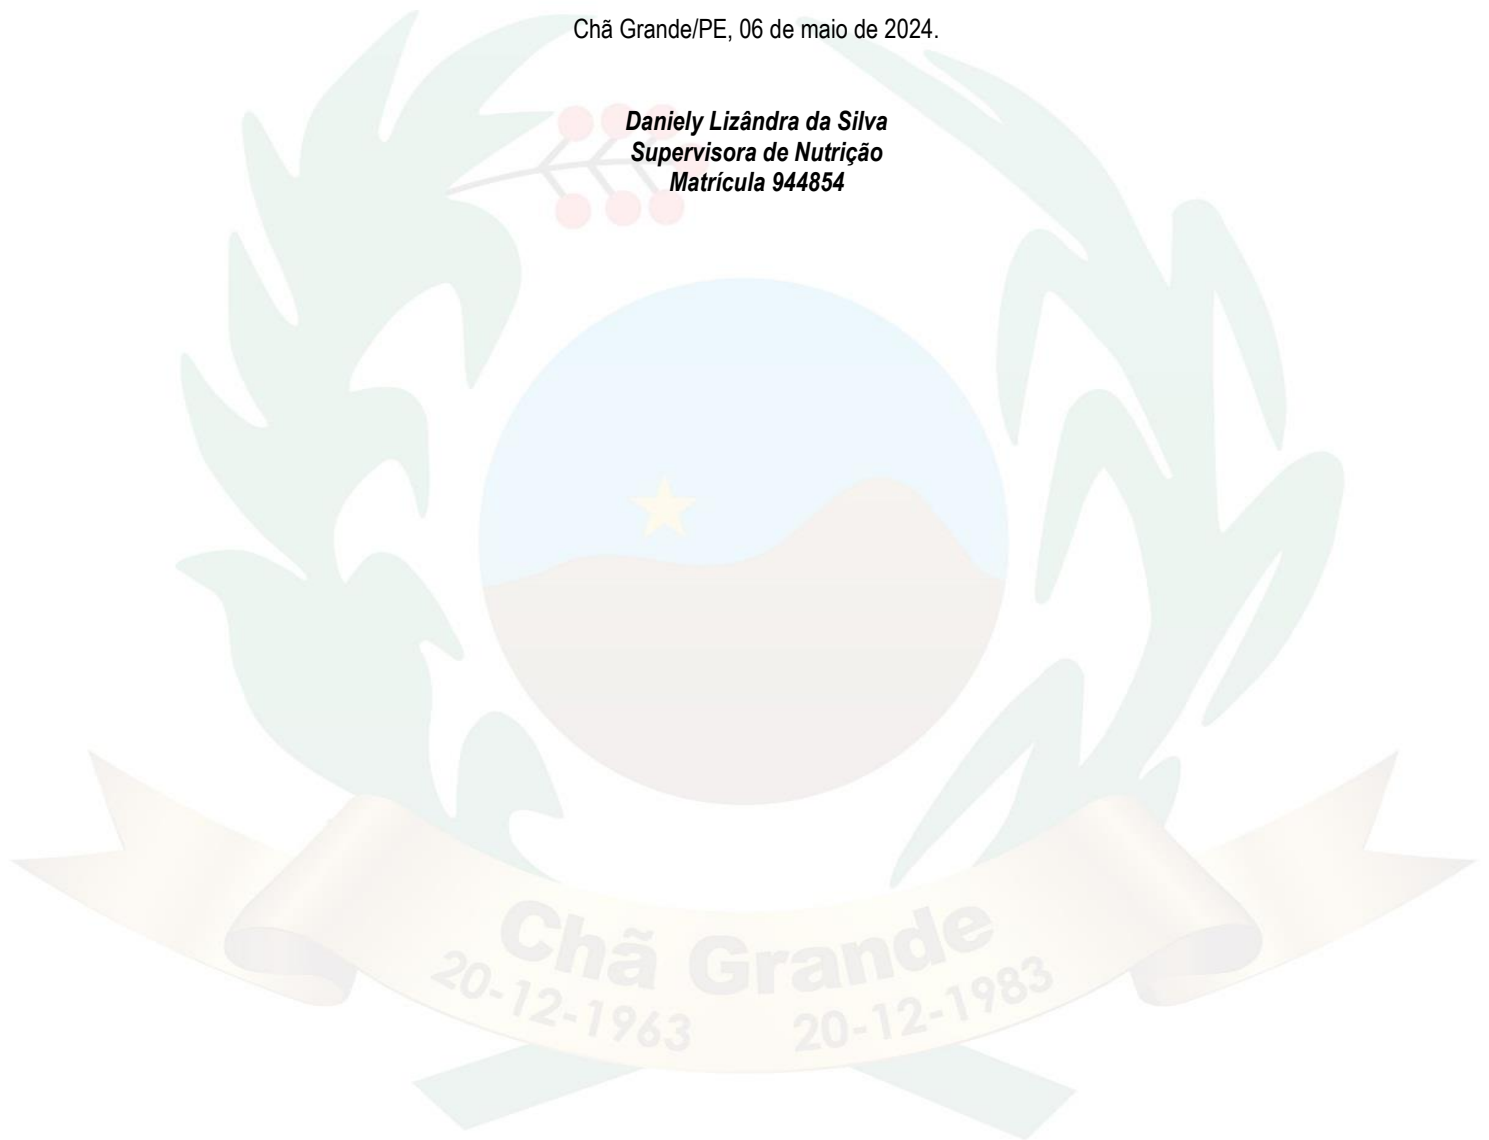 Chã Grande/PE, 06 de maio de 2024.
Daniely Lizândra da Silva
Supervisora de Nutrição
Matrícula 944854
Chã Grande
20-12-1963 20-12-1983